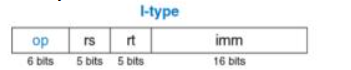 I-type
op rs rt imm
6 bits 5 bits 5 bits 16 bits